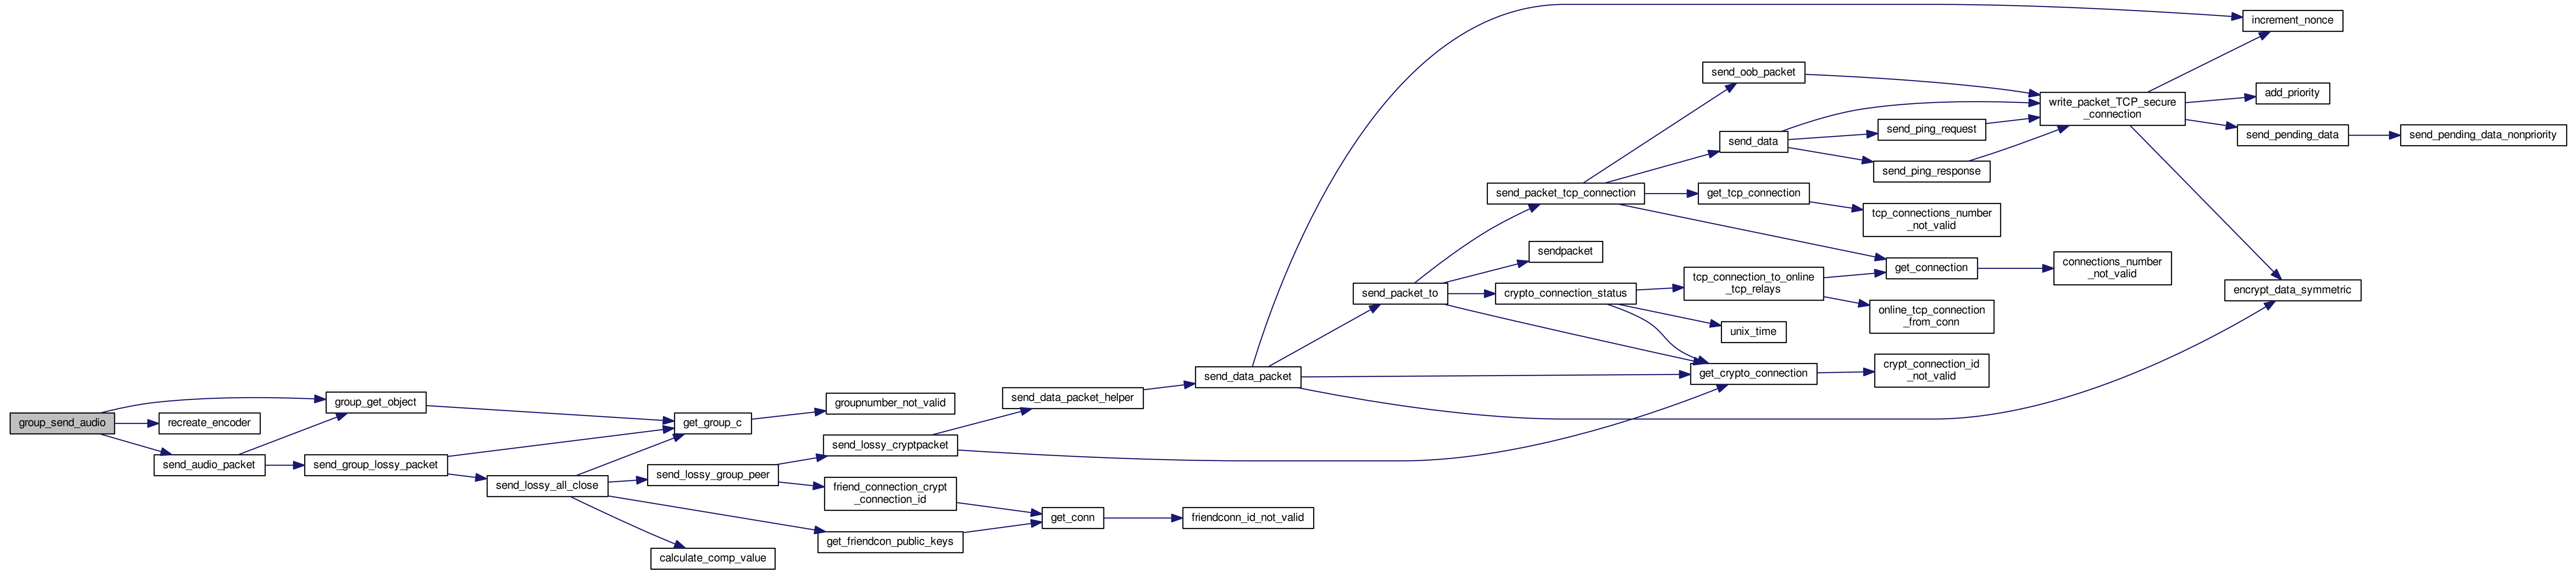 group_send_audio
group_get_object
recreate_encoder
send_audio_packet
send_group_lossy_packet
get_group_c
send_lossy_all_close
groupnumber_not_valid
send_lossy_group_peer
calculate_comp_value
send_lossy_cryptpacket
friend_connection_crypt
_connection_id
get_friendcon_public_keys
send_data_packet_helper
get_conn
friendconn_id_not_valid
send_data_packet
send_packet_to
send_packet_tcp_connection
sendpacket
crypto_connection_status
send_oob_packet
send_data
get_tcp_connection
tcp_connection_to_online
_tcp_relays
unix_time
get_crypto_connection
send_ping_request
send_ping_response
tcp_connections_number
_not_valid
get_connection
online_tcp_connection
_from_conn
crypt_connection_id
_not_valid
write_packet_TCP_secure
_connection
connections_number
_not_valid
increment_nonce
add_priority
send_pending_data
encrypt_data_symmetric
send_pending_data_nonpriority